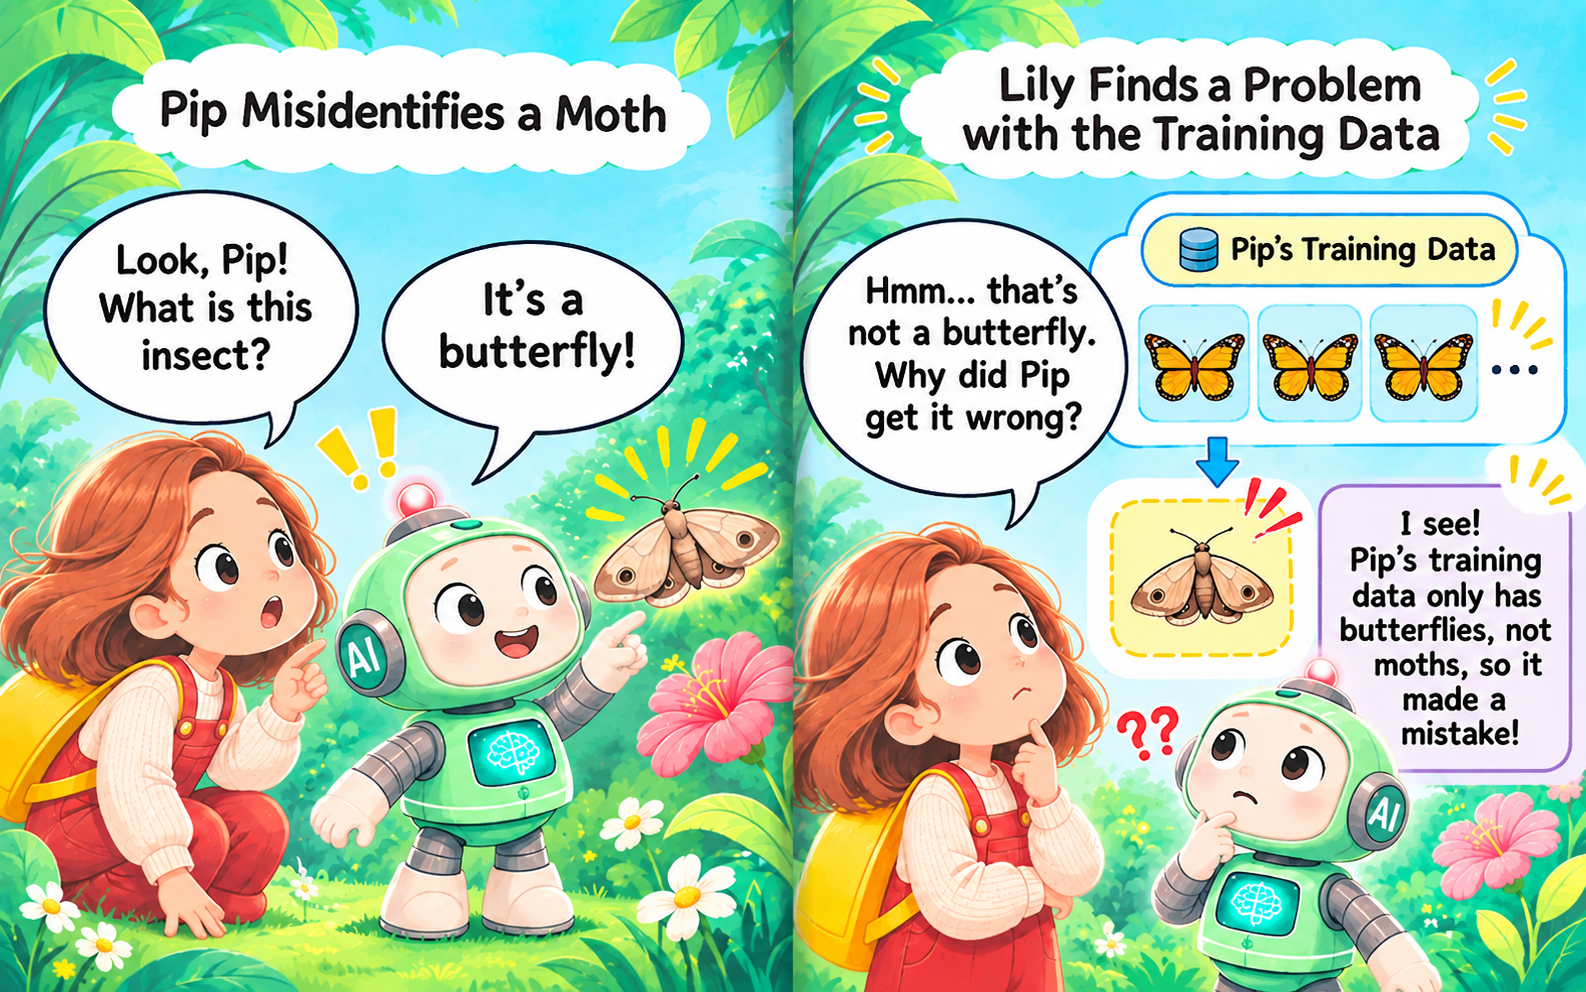 Pip Misidentifies a Moth
Look, Pip!
What is this
insect?
It's a
butterfly!
AI
Lily Finds a Problem
with the Training Data
Hmm... that's
not a butterfly.
Why did Pip
get it wrong?
Pip's Training Data
...
I see!
Pip's training
data only has
butterflies, not
moths, so it
made a
mistake!
??
AI